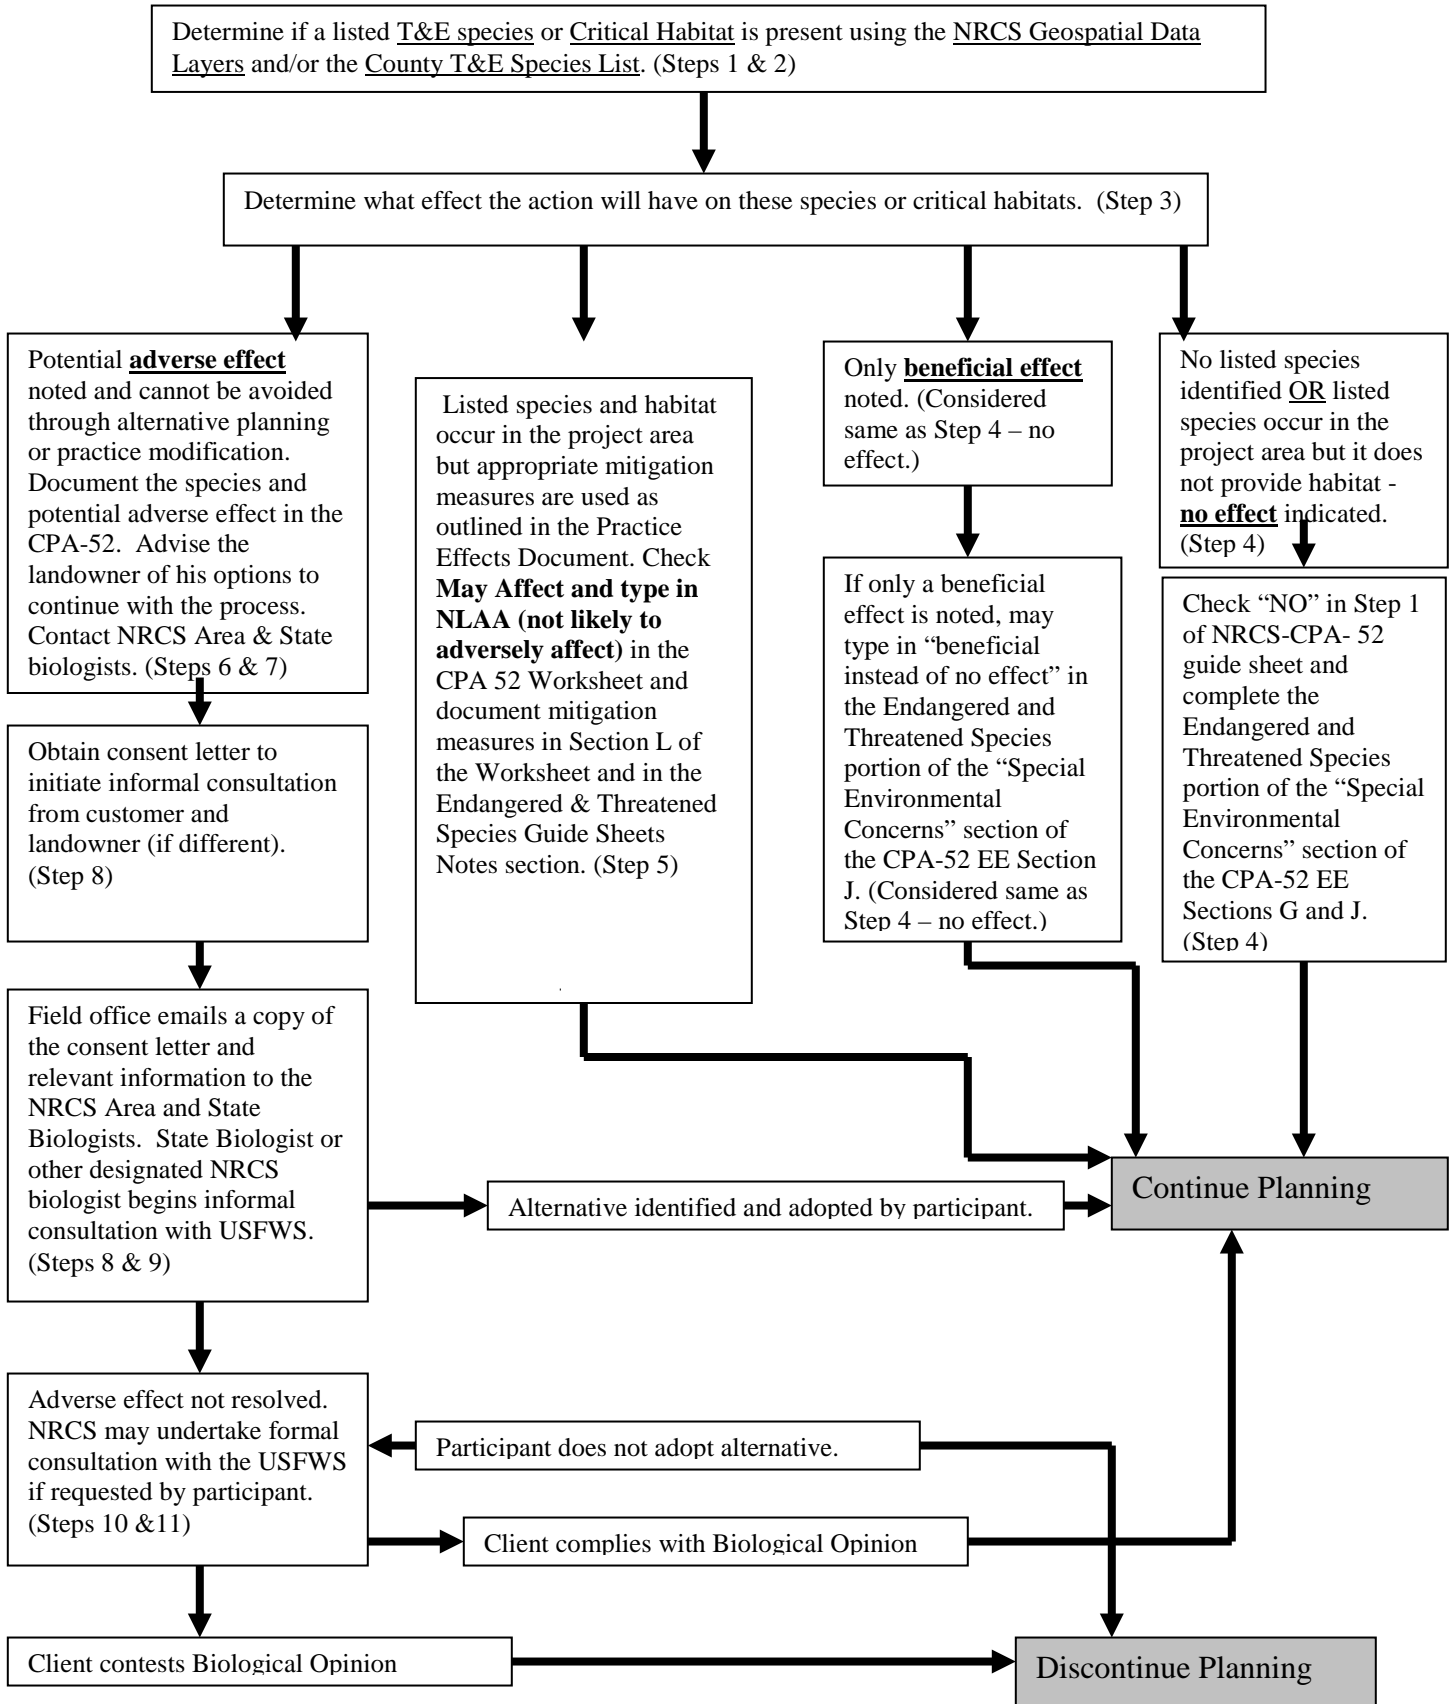 Determine if a listed T&E species or Critical Habitat is present using the NRCS Geospatial Data
Layers and/or the County T&E Species List. (Steps 1 & 2)
Determine what effect the action will have on these species or critical habitats. (Step 3)
Potential adverse effect
noted and cannot be avoided
through alternative planning
or practice modification.
Document the species and
potential adverse effect in the
CPA-52. Advise the
landowner of his options to
continue with the process.
Contact NRCS Area & State
biologists. (Steps 6 & 7)
Listed species and habitat
occur in the project area
but appropriate mitigation
measures are used as
outlined in the Practice
Effects Document. Check
May Affect and type in
NLAA (not likely to
adversely affect) in the
CPA 52 Worksheet and
document mitigation
measures in Section L of
the Worksheet and in the
Endangered & Threatened
Species Guide Sheets
Notes section. (Step 5)
Only beneficial effect
noted. (Considered
same as Step 4 – no
effect.)
No listed species
identified OR listed
species occur in the
project area but it does
not provide habitat -
no effect indicated.
(Step 4)
If only a beneficial
effect is noted, may
type in “beneficial
instead of no effect” in
the Endangered and
Threatened Species
portion of the “Special
Environmental
Concerns” section of
the CPA-52 EE Section
J. (Considered same as
Step 4 – no effect.)
Check “NO” in Step 1
of NRCS-CPA- 52
guide sheet and
complete the
Endangered and
Threatened Species
portion of the “Special
Environmental
Concerns” section of
the CPA-52 EE
Sections G and J.
(Step 4)
Obtain consent letter to
initiate informal consultation
from customer and
landowner (if different).
(Step 8)
Field office emails a copy of
the consent letter and
relevant information to the
NRCS Area and State
Biologists. State Biologist or
other designated NRCS
biologist begins informal
consultation with USFWS.
(Steps 8 & 9)
Alternative identified and adopted by participant.
Continue Planning
Adverse effect not resolved.
NRCS may undertake formal
consultation with the USFWS
if requested by participant.
(Steps 10 &11)
Participant does not adopt alternative.
Client complies with Biological Opinion
Client contests Biological Opinion
Discontinue Planning